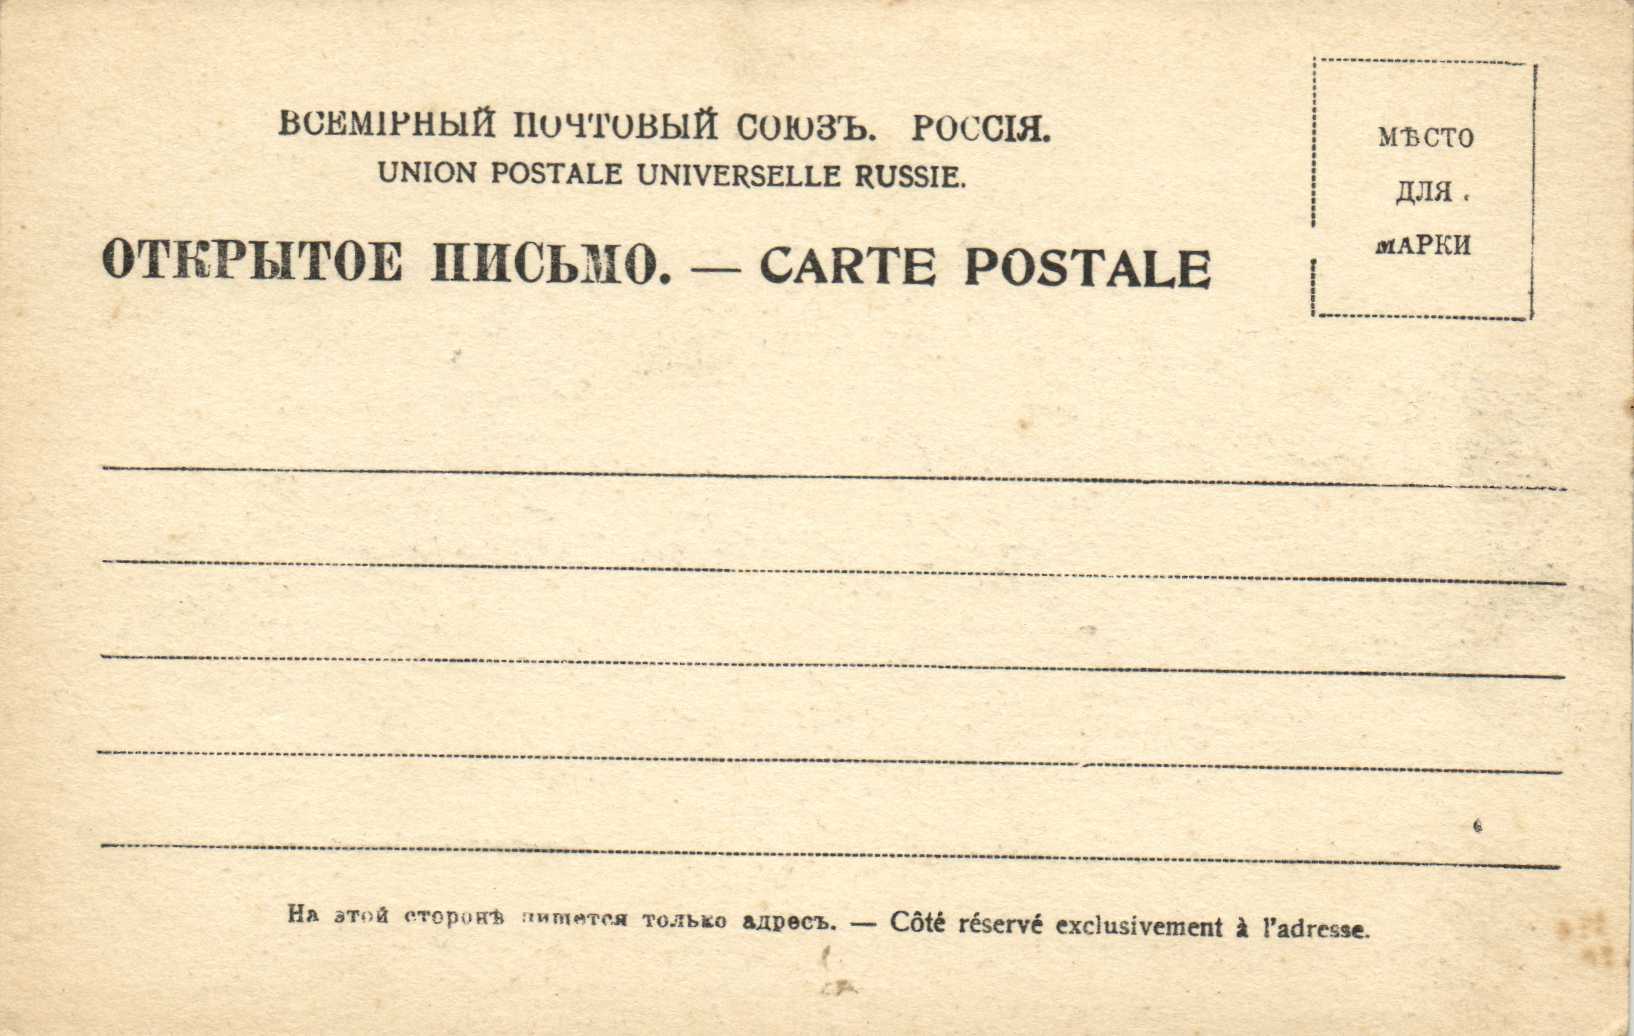 ВСЕМІРНЫЙ ПОЧТОВЫЙ СОЮЗЪ. РОССІЯ.
UNION POSTALE UNIVERSELLE RUSSIE.
ОТКРЫТОЕ ПИСЬМО. — CARTE POSTALE
МѢСТО
ДЛЯ
МАРКИ
На этой сторонѣ пишется только адресъ. — Côté réservé exclusivement à l'adresse.